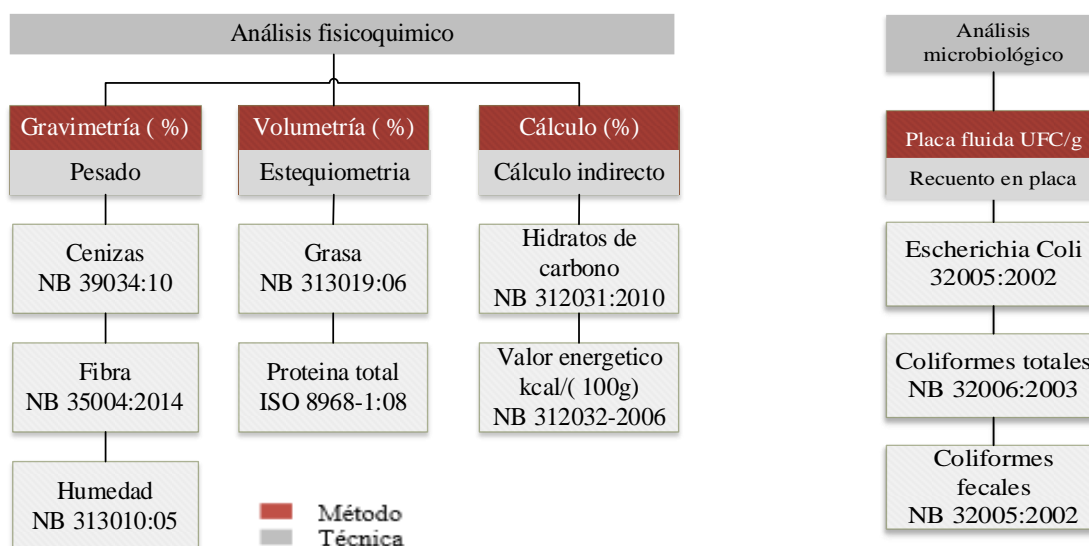 Análisis fisicoquimico
Gravimetría ( %)
Pesado
Cenizas
NB 39034:10
Fibra
NB 35004:2014
Humedad
NB 313010:05
Volumetría ( %)
Estequiometria
Grasa
NB 313019:06
Proteina total
ISO 8968-1:08
Cálculo (%)
Cálculo indirecto
Hidratos de
carbono
NB 312031:2010
Valor energetico
kcal/( 100g)
NB 312032-2006
Método
Técnica
Análisis
microbiológico
Placa fluida UFC/g
Recuento en placa
Escherichia Coli
32005:2002
Coliformes totales
NB 32006:2003
Coliformes
fecales
NB 32005:2002